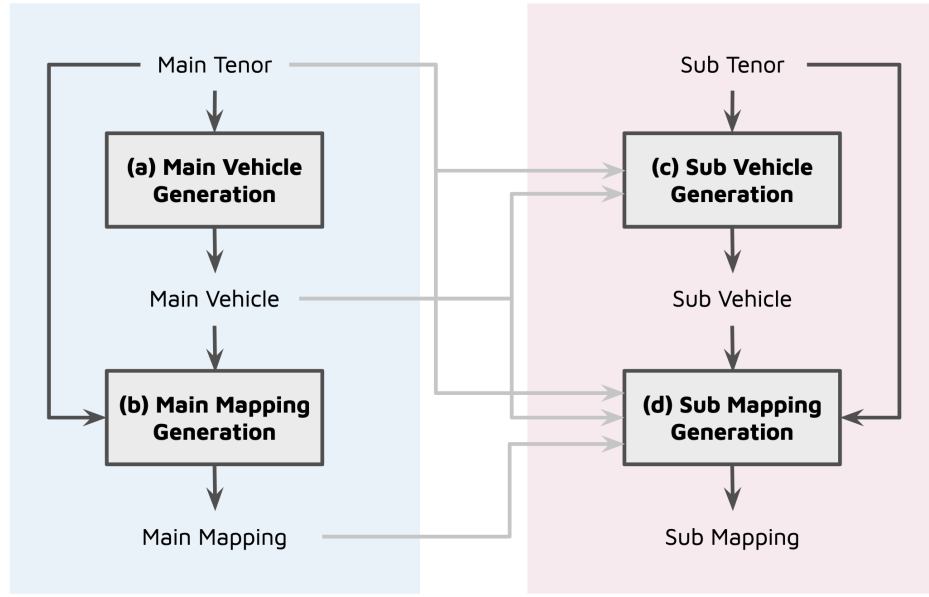 Main Tenor
(a) Main Vehicle
Generation
Main Vehicle
(b) Main Mapping
Generation
Main Mapping
Sub Tenor
(c) Sub Vehicle
Generation
Sub Vehicle
(d) Sub Mapping
Generation
Sub Mapping